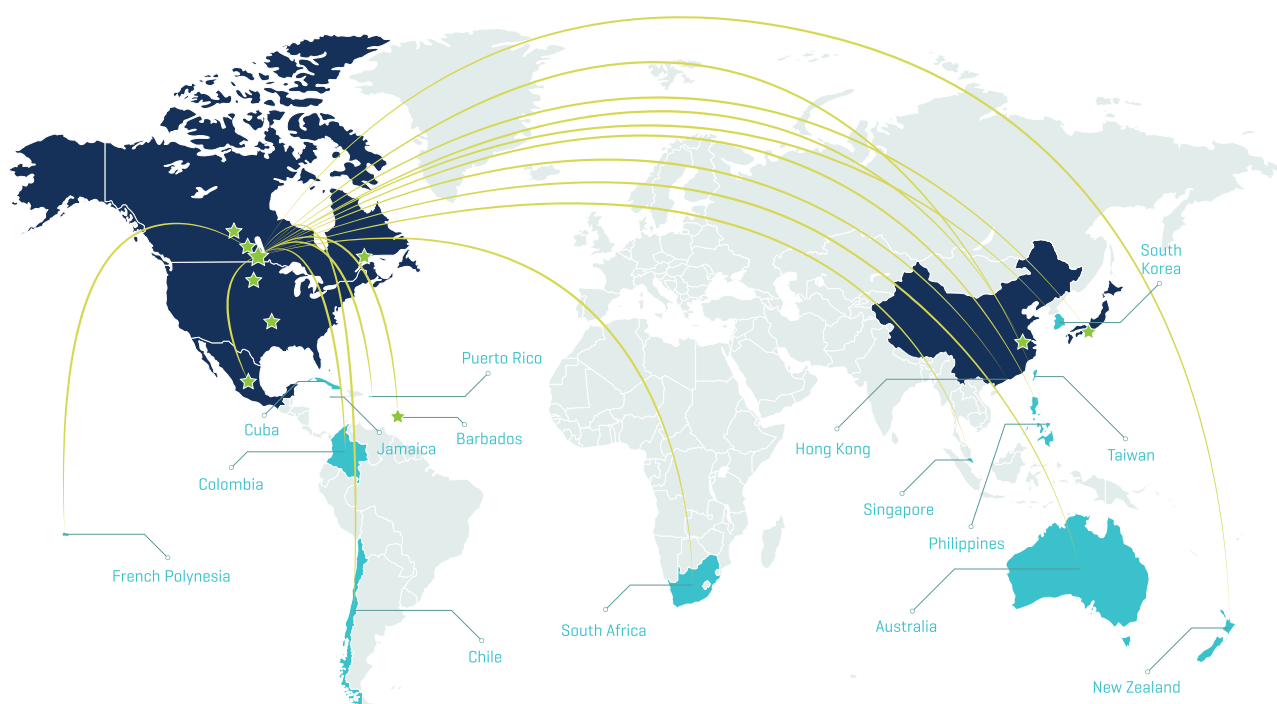 South
Korea
Puerto Rico
Cuba
Jamaica
Barbados
Hong Kong
Taiwan
Colombia
Singapore
Philippines
French Polynesia
South Africa
Australia
Chile
New Zealand